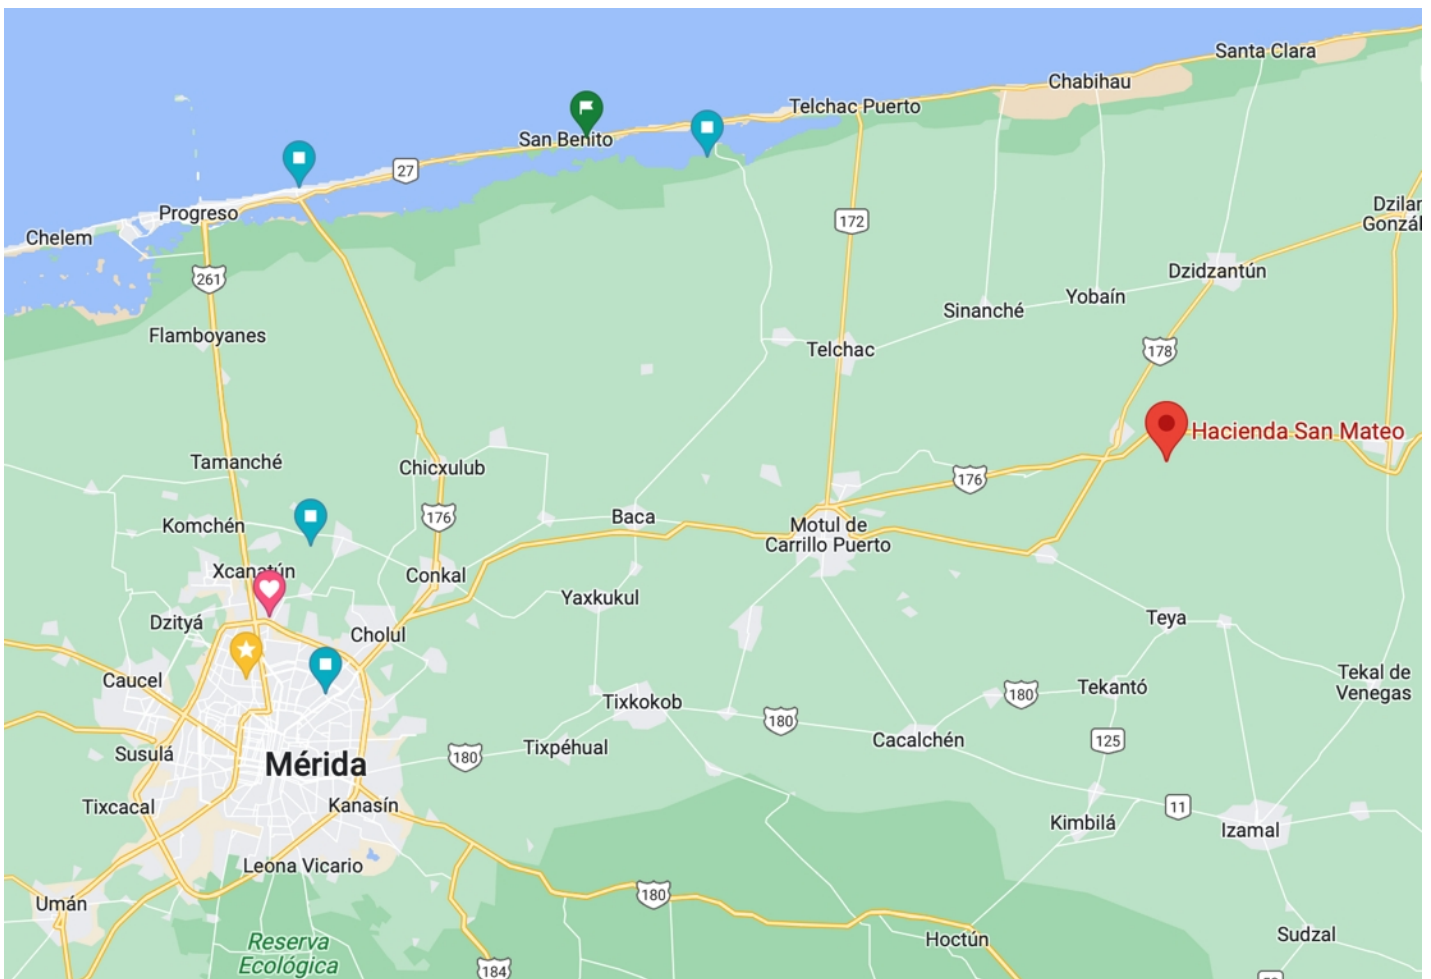 Santa Clara
Chabihau
Telchac Puerto
San Benito
27
Progreso
Chelem
172
Dzilar
Gonzál
261
Dzidzantún
Yobaín
Sinanché
Flamboyanes
Telchac
178
Hacienda San Mateo
Tamanché
Chicxulub
176
Komchén
176
Baca
Motul de
Carrillo Puerto
Xcanatún
Conkal
Yaxkukul
Dzityá
Cholul
Teya
Caucel
Tekal de
Venegas
Tekantó
180
Tixkokob
180
Cacalchén
125
Susulá
Mérida
180
Tixpéhual
Tixcacal
Kanasín
11
Kimbilá
Izamal
Leona Vicario
180
Umán
Reserva
Ecológica
Hoctún
Sudzal
184